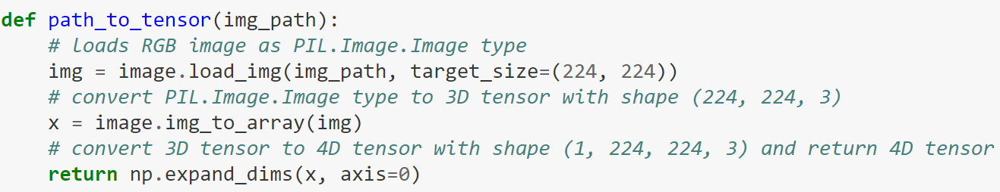 def path_to_tensor(img_path):
    # loads RGB image as PIL.Image.Image type
    img = image.load_img(img_path, target_size=(224, 224))
    # convert PIL.Image.Image type to 3D tensor with shape (224, 224, 3)
    x = image.img_to_array(img)
    # convert 3D tensor to 4D tensor with shape (1, 224, 224, 3) and return 4D tensor
    return np.expand_dims(x, axis=0)